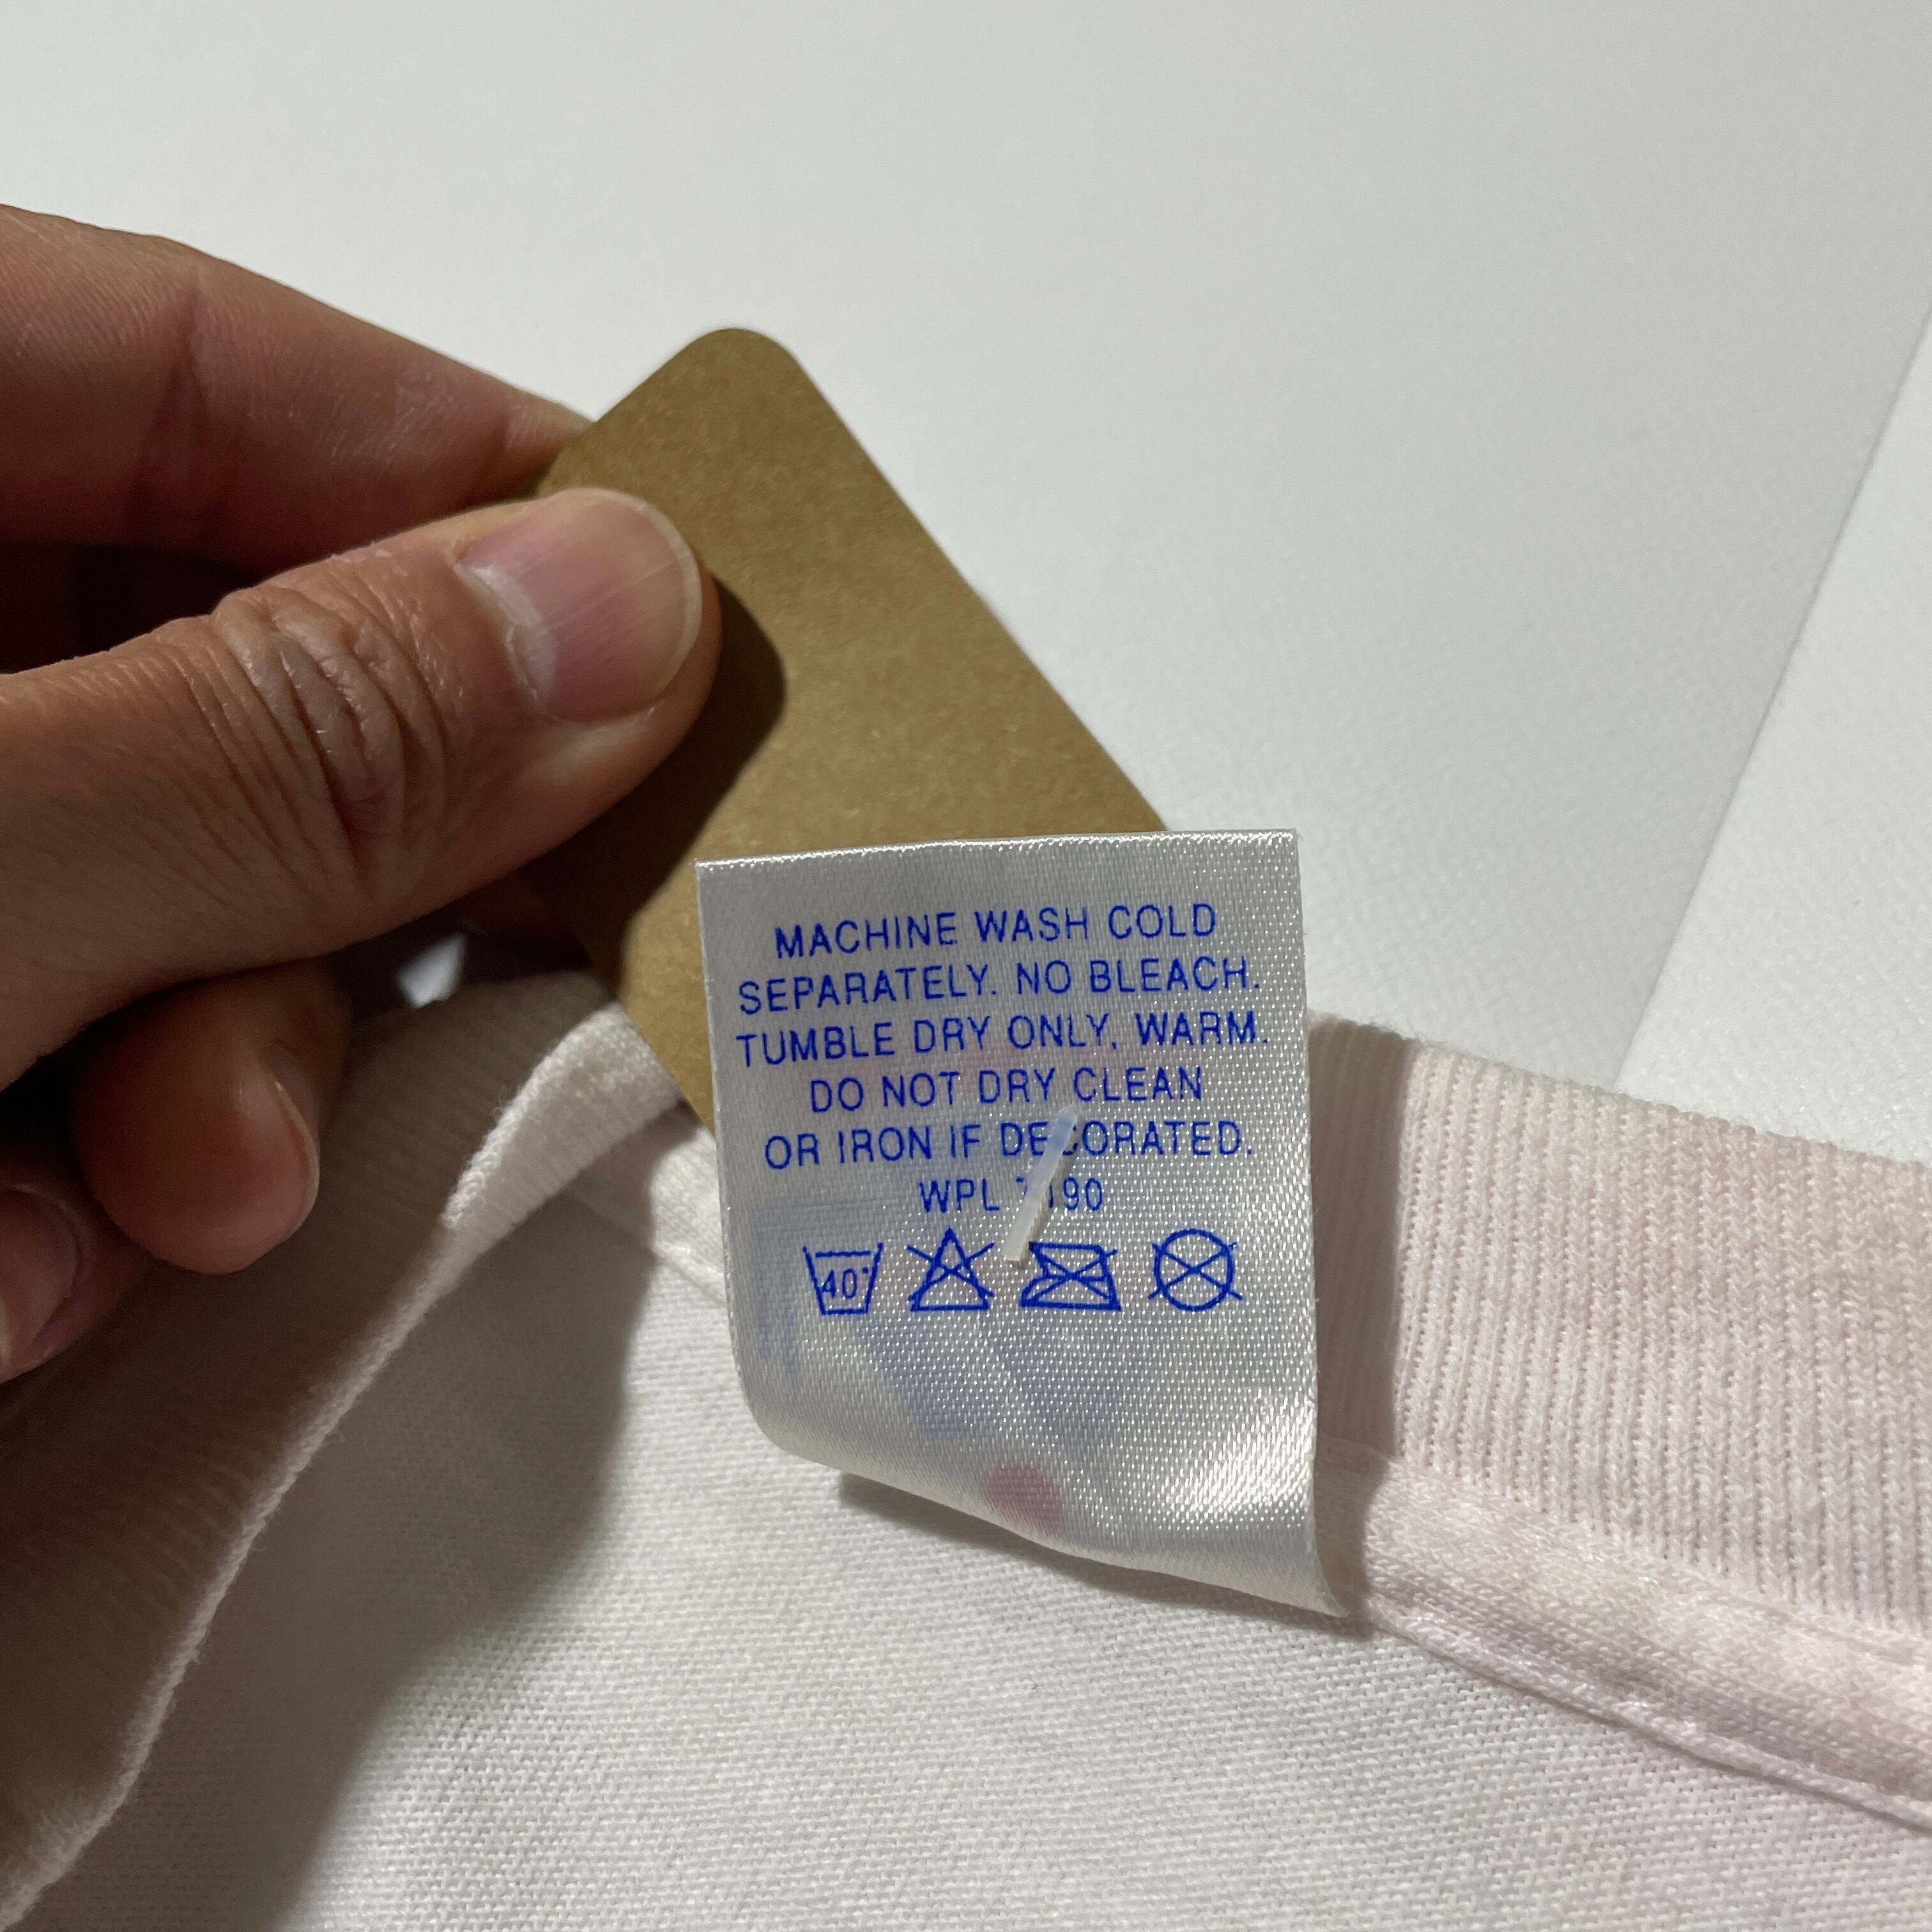 MACHINE WASH COLD
SEPARATELY. NO BLEACH.
TUMBLE DRY ONLY, WARM.
DO NOT DRY CLEAN
OR IRON IF DECORATED.
WPL
40°